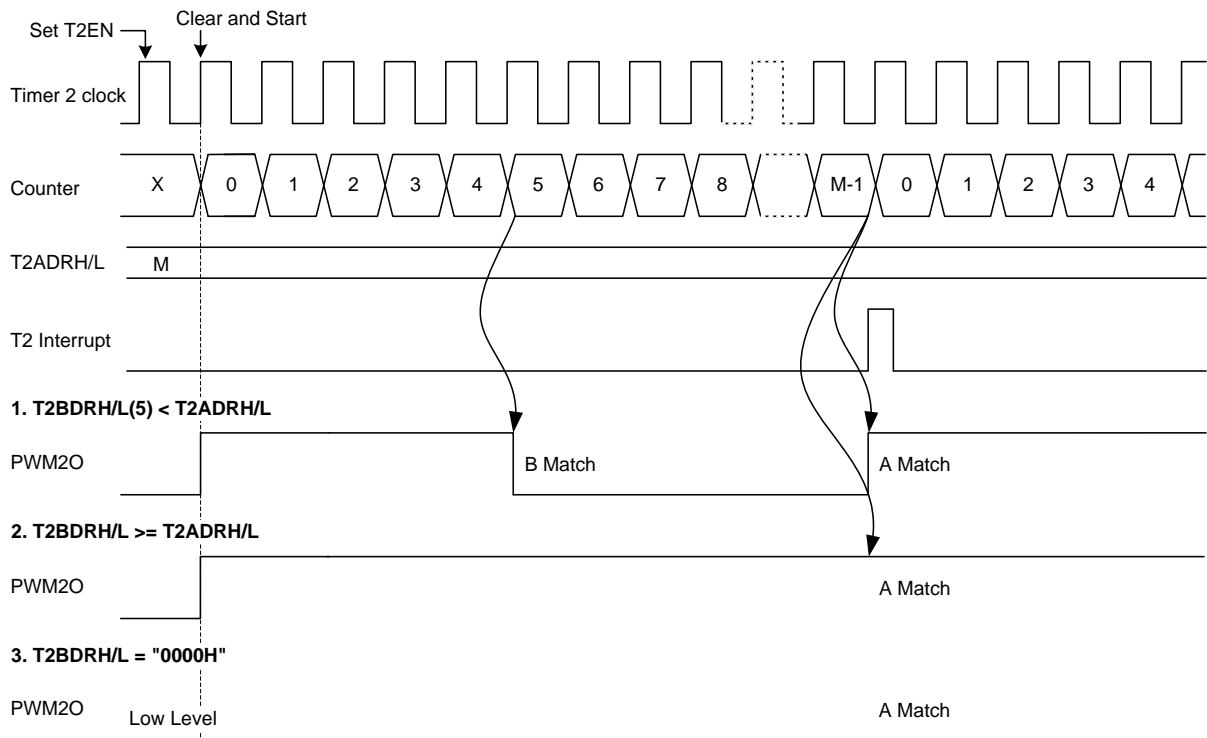 Clear and Start
Set T2EN
Timer 2 clock
Counter X 0 1 2 3 4 5 6 7 8 M-1 0 1 2 3 4
T2ADRH/L M
T2 Interrupt
1. T2BDRH/L(5) < T2ADRH/L
PWM2O B Match A Match
2. T2BDRH/L >= T2ADRH/L
PWM2O A Match
3. T2BDRH/L = "0000H"
PWM2O Low Level A Match